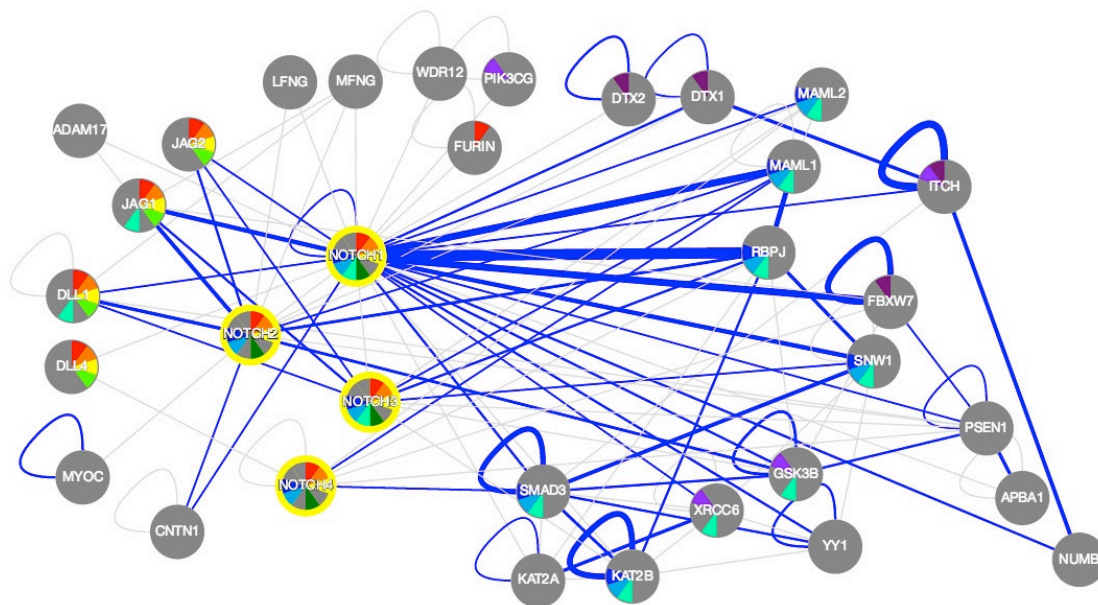 LFNG
MFNG
WDR12
PIK3CG
DTX2
DTX1
MAML2
ADAM17
JAG2
FURIN
MAML1
ITCH
JAG1
NOTCH1
RBPJ
DLL1
FBXW7
NOTCH2
SNW1
DLL4
NOTCH3
PSEN1
MYOC
NOTCH4
SMAD3
GSK3B
APBA1
XRCC6
CNTN1
YY1
NUMB
KAT2A
KAT2B